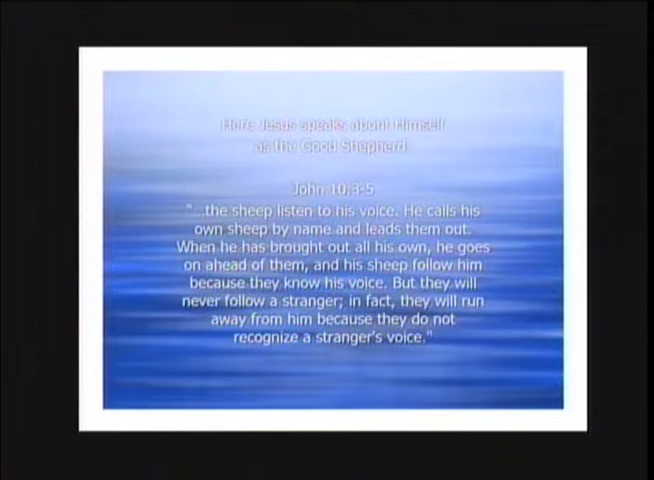 Here Jesus speaks about Himself
as the Good Shepherd
John 10:3-5
"...the sheep listen to his voice. He calls his
own sheep by name and leads them out.
When he has brought out all his own, he goes
on ahead of them, and his sheep follow him
because they know his voice. But they will
never follow a stranger; in fact, they will run
away from him because they do not
recognize a stranger's voice."